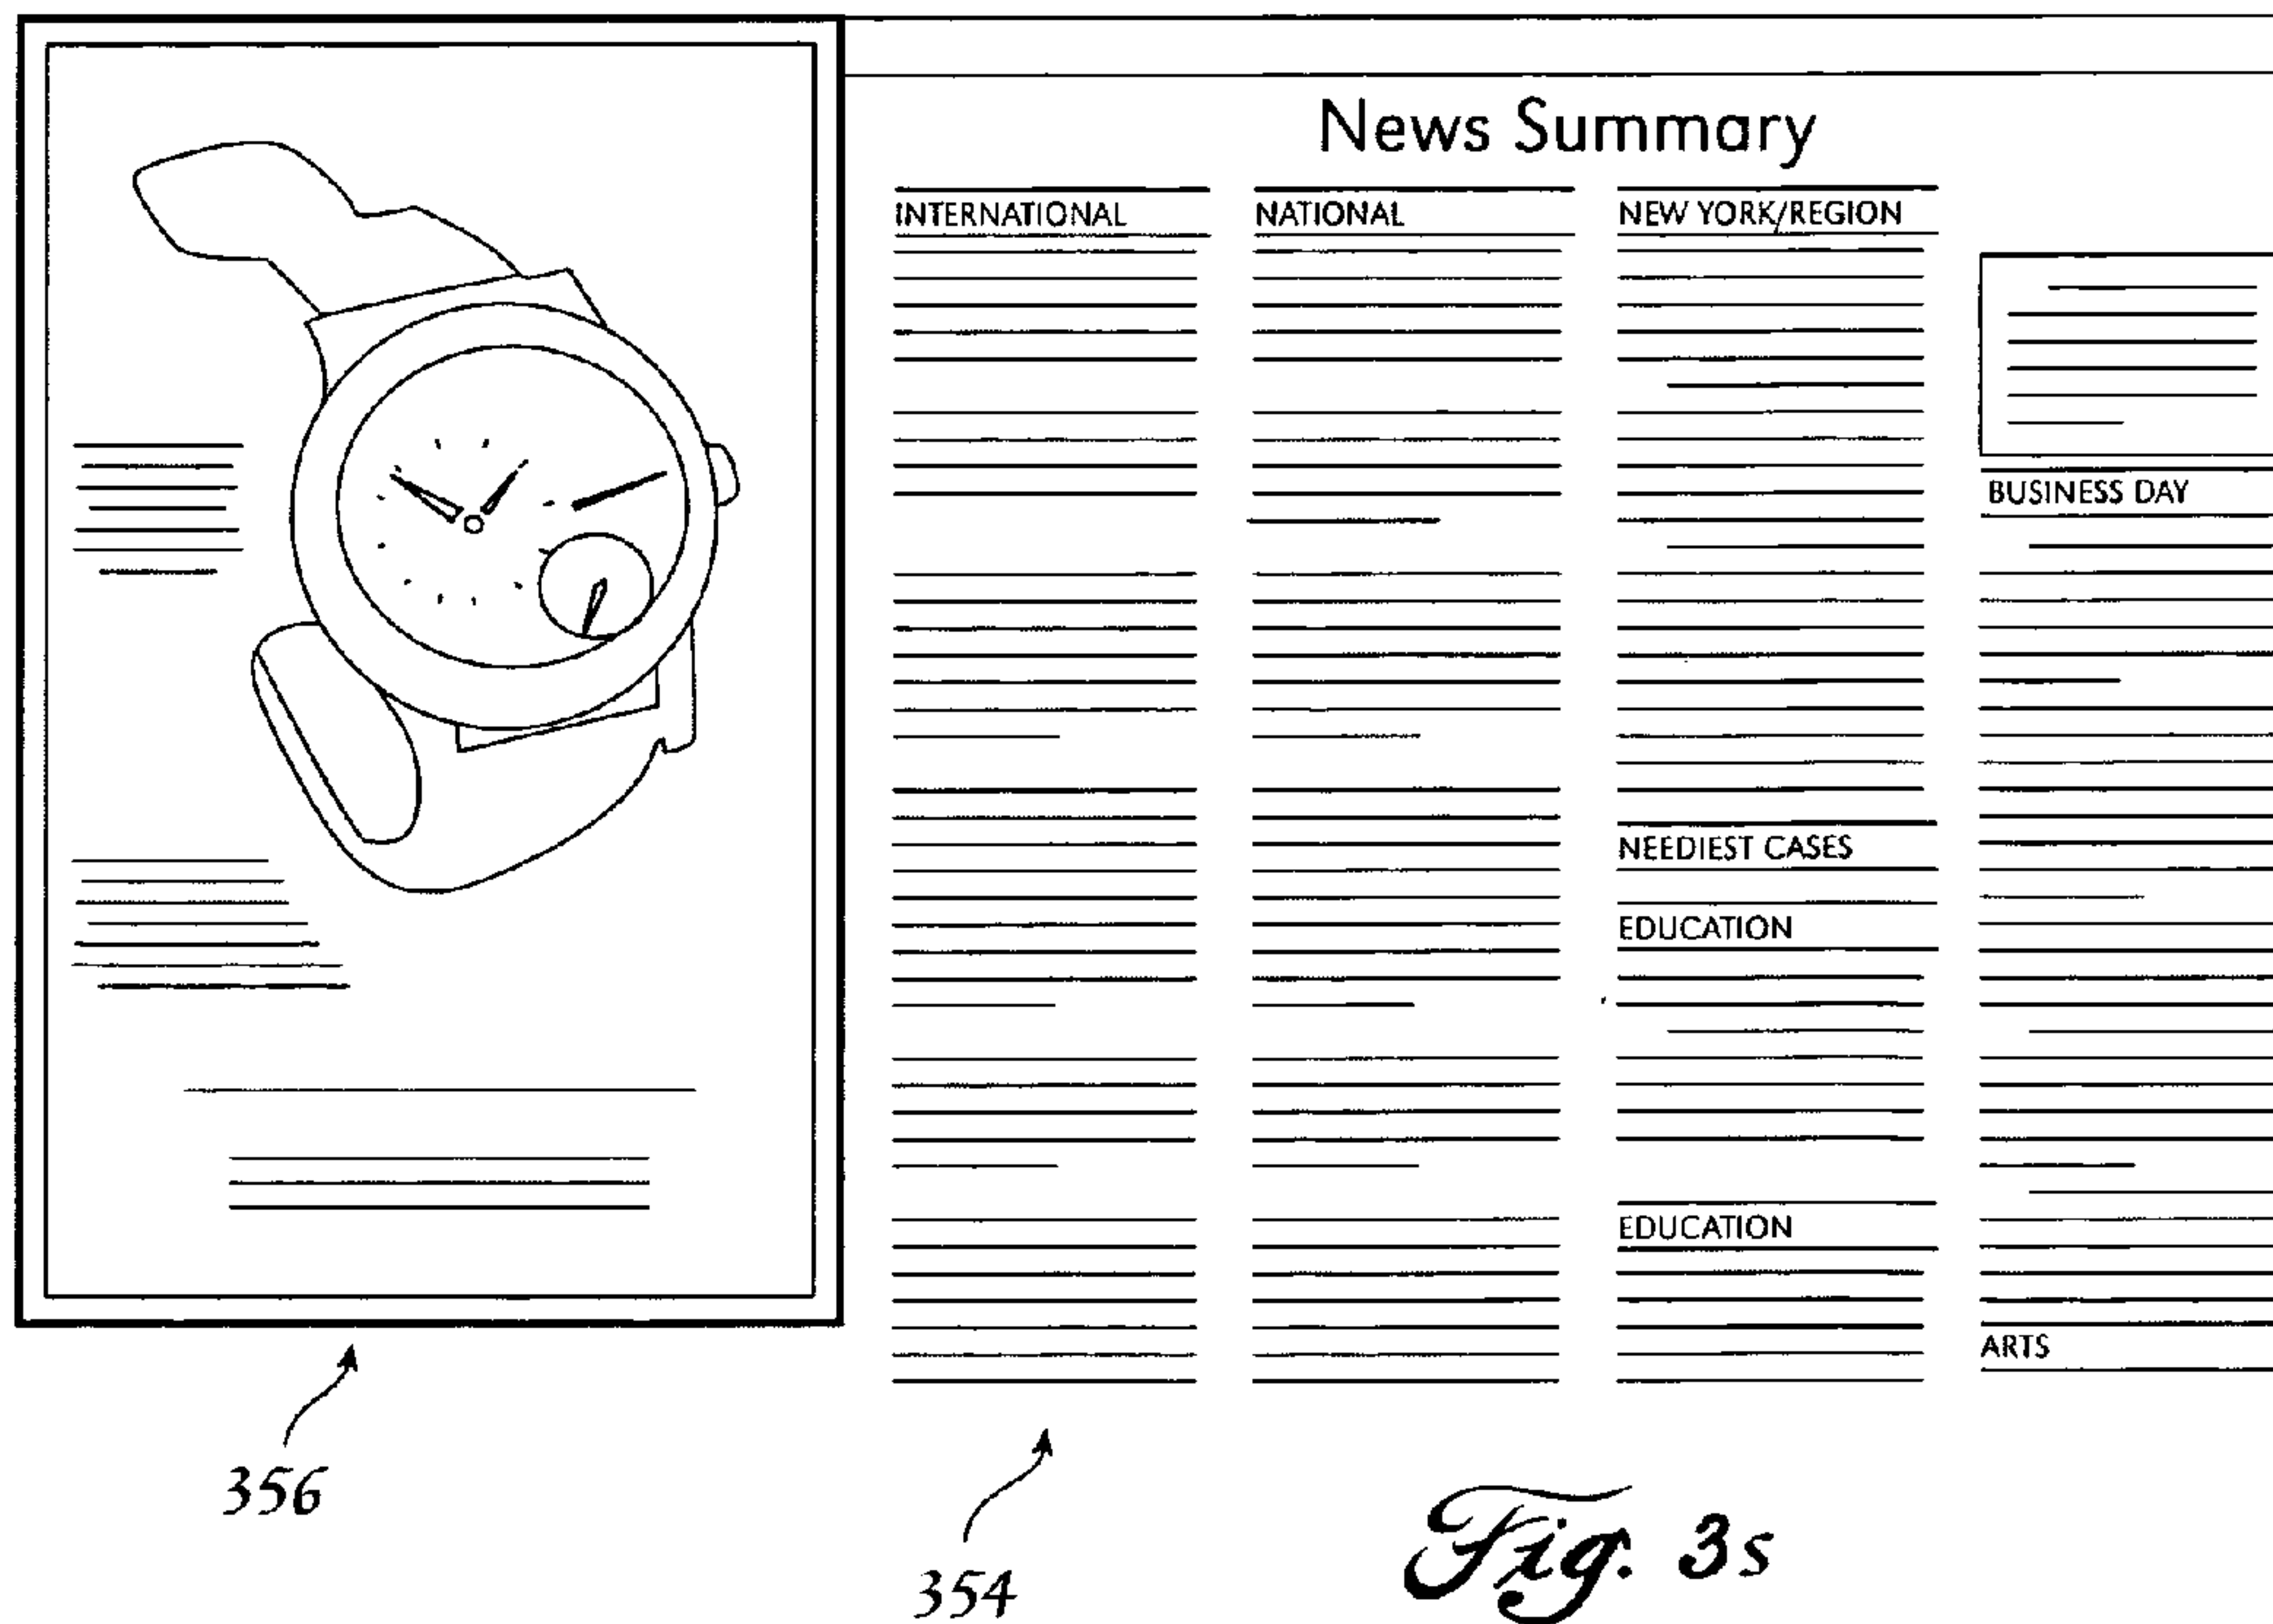 News Summary
INTERNATIONAL
NATIONAL
NEW YORK/REGION
NEEDIEST CASES
EDUCATION
EDUCATION
BUSINESS DAY
ARTS
356
354
Fig. 3s